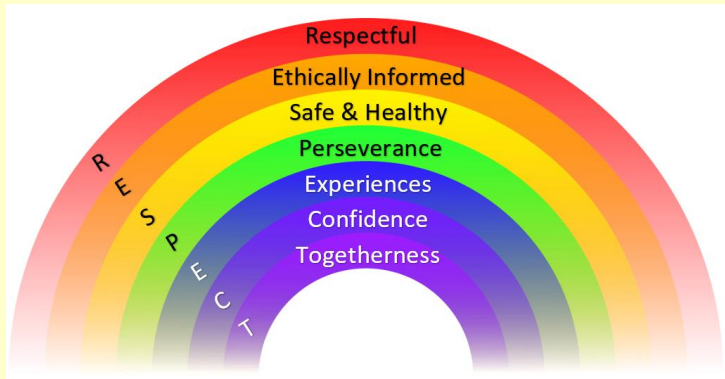 Respectful
Ethically Informed
Safe & Healthy
Perseverance
Experiences
Confidence
Togetherness
R
E
S
P
E
C
T